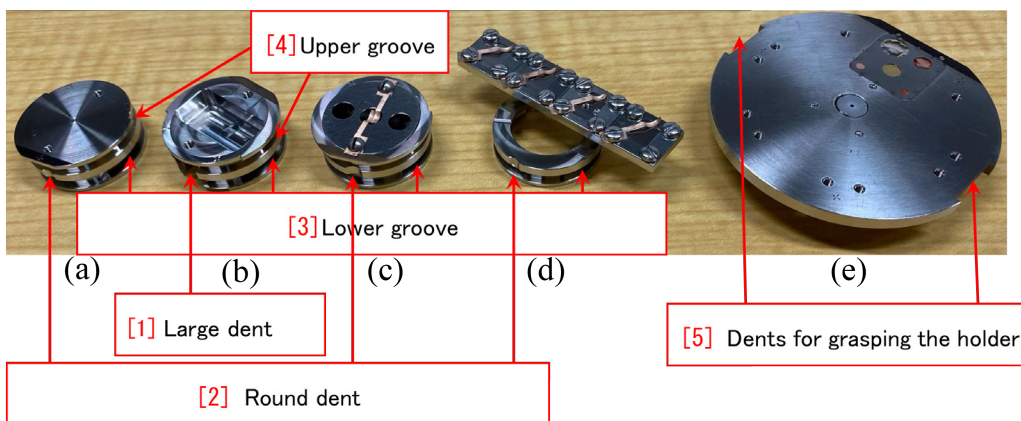 [4] Upper groove
[3] Lower groove
(a)
(b)
(c)
(d)
(e)
[1] Large dent
[5] Dents for grasping the holder
[2] Round dent